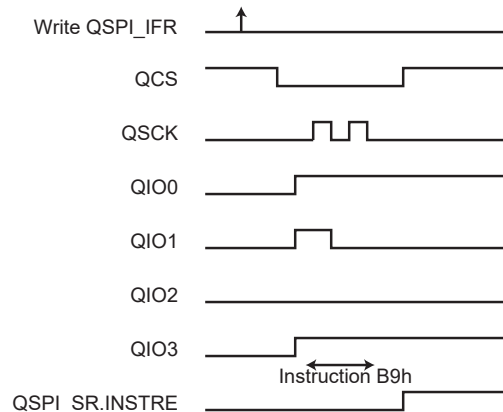 Write QSPI_IFR
QCS
QSCK
QIO0
QIO1
QIO2
QIO3
Instruction B9h
QSPI_SR.INSTRE